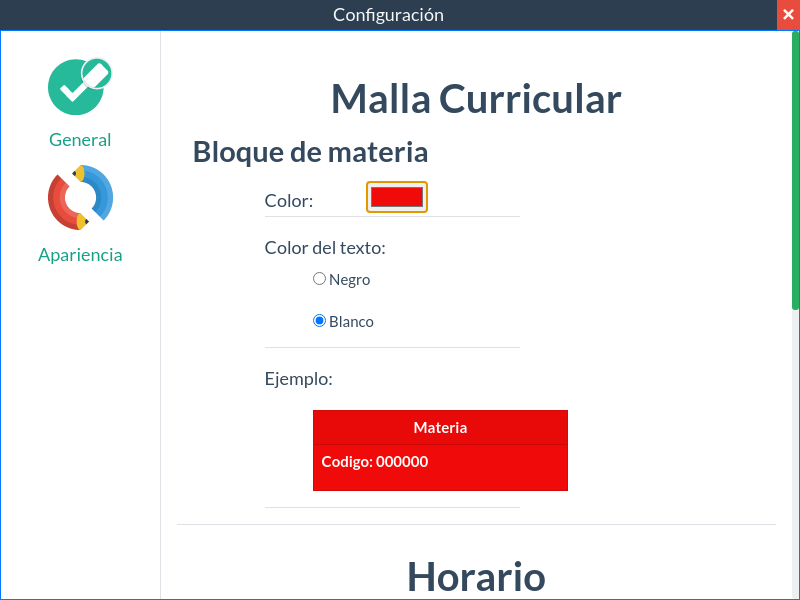 Configuración
General
Apariencia
Malla Curricular
Bloque de materia
Color:
Color del texto:
Negro
Blanco
Ejemplo:
Materia
Codigo: 000000
Horario